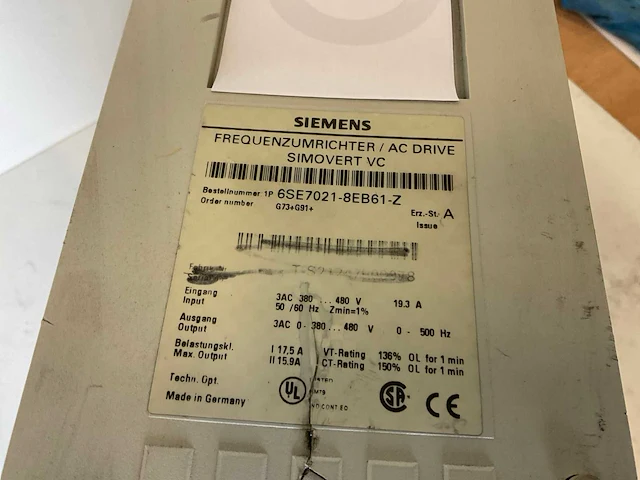 SIEMENS
FREQUENZUMRICHTER / AC DRIVE
SIMOVERT VC
Bestellnummer 1P 6SE7021-8EB61-Z
Order number G73+G91+
Erz.-St. A
Issue
Eingang
Input
3AC 380 ... 480 V 19.3 A
50 / 60 Hz Zmin=1%
Ausgang
Output
3AC 0- 380... 480 V 0 - 500 Hz
Belastungskl.
Max. Output
I 17.5 A VT-Rating 136% OL for 1 min
II 15.9A CT-Rating 150% OL for 1 min
Techn. Opt.
Made in Germany
UL
SA
CE